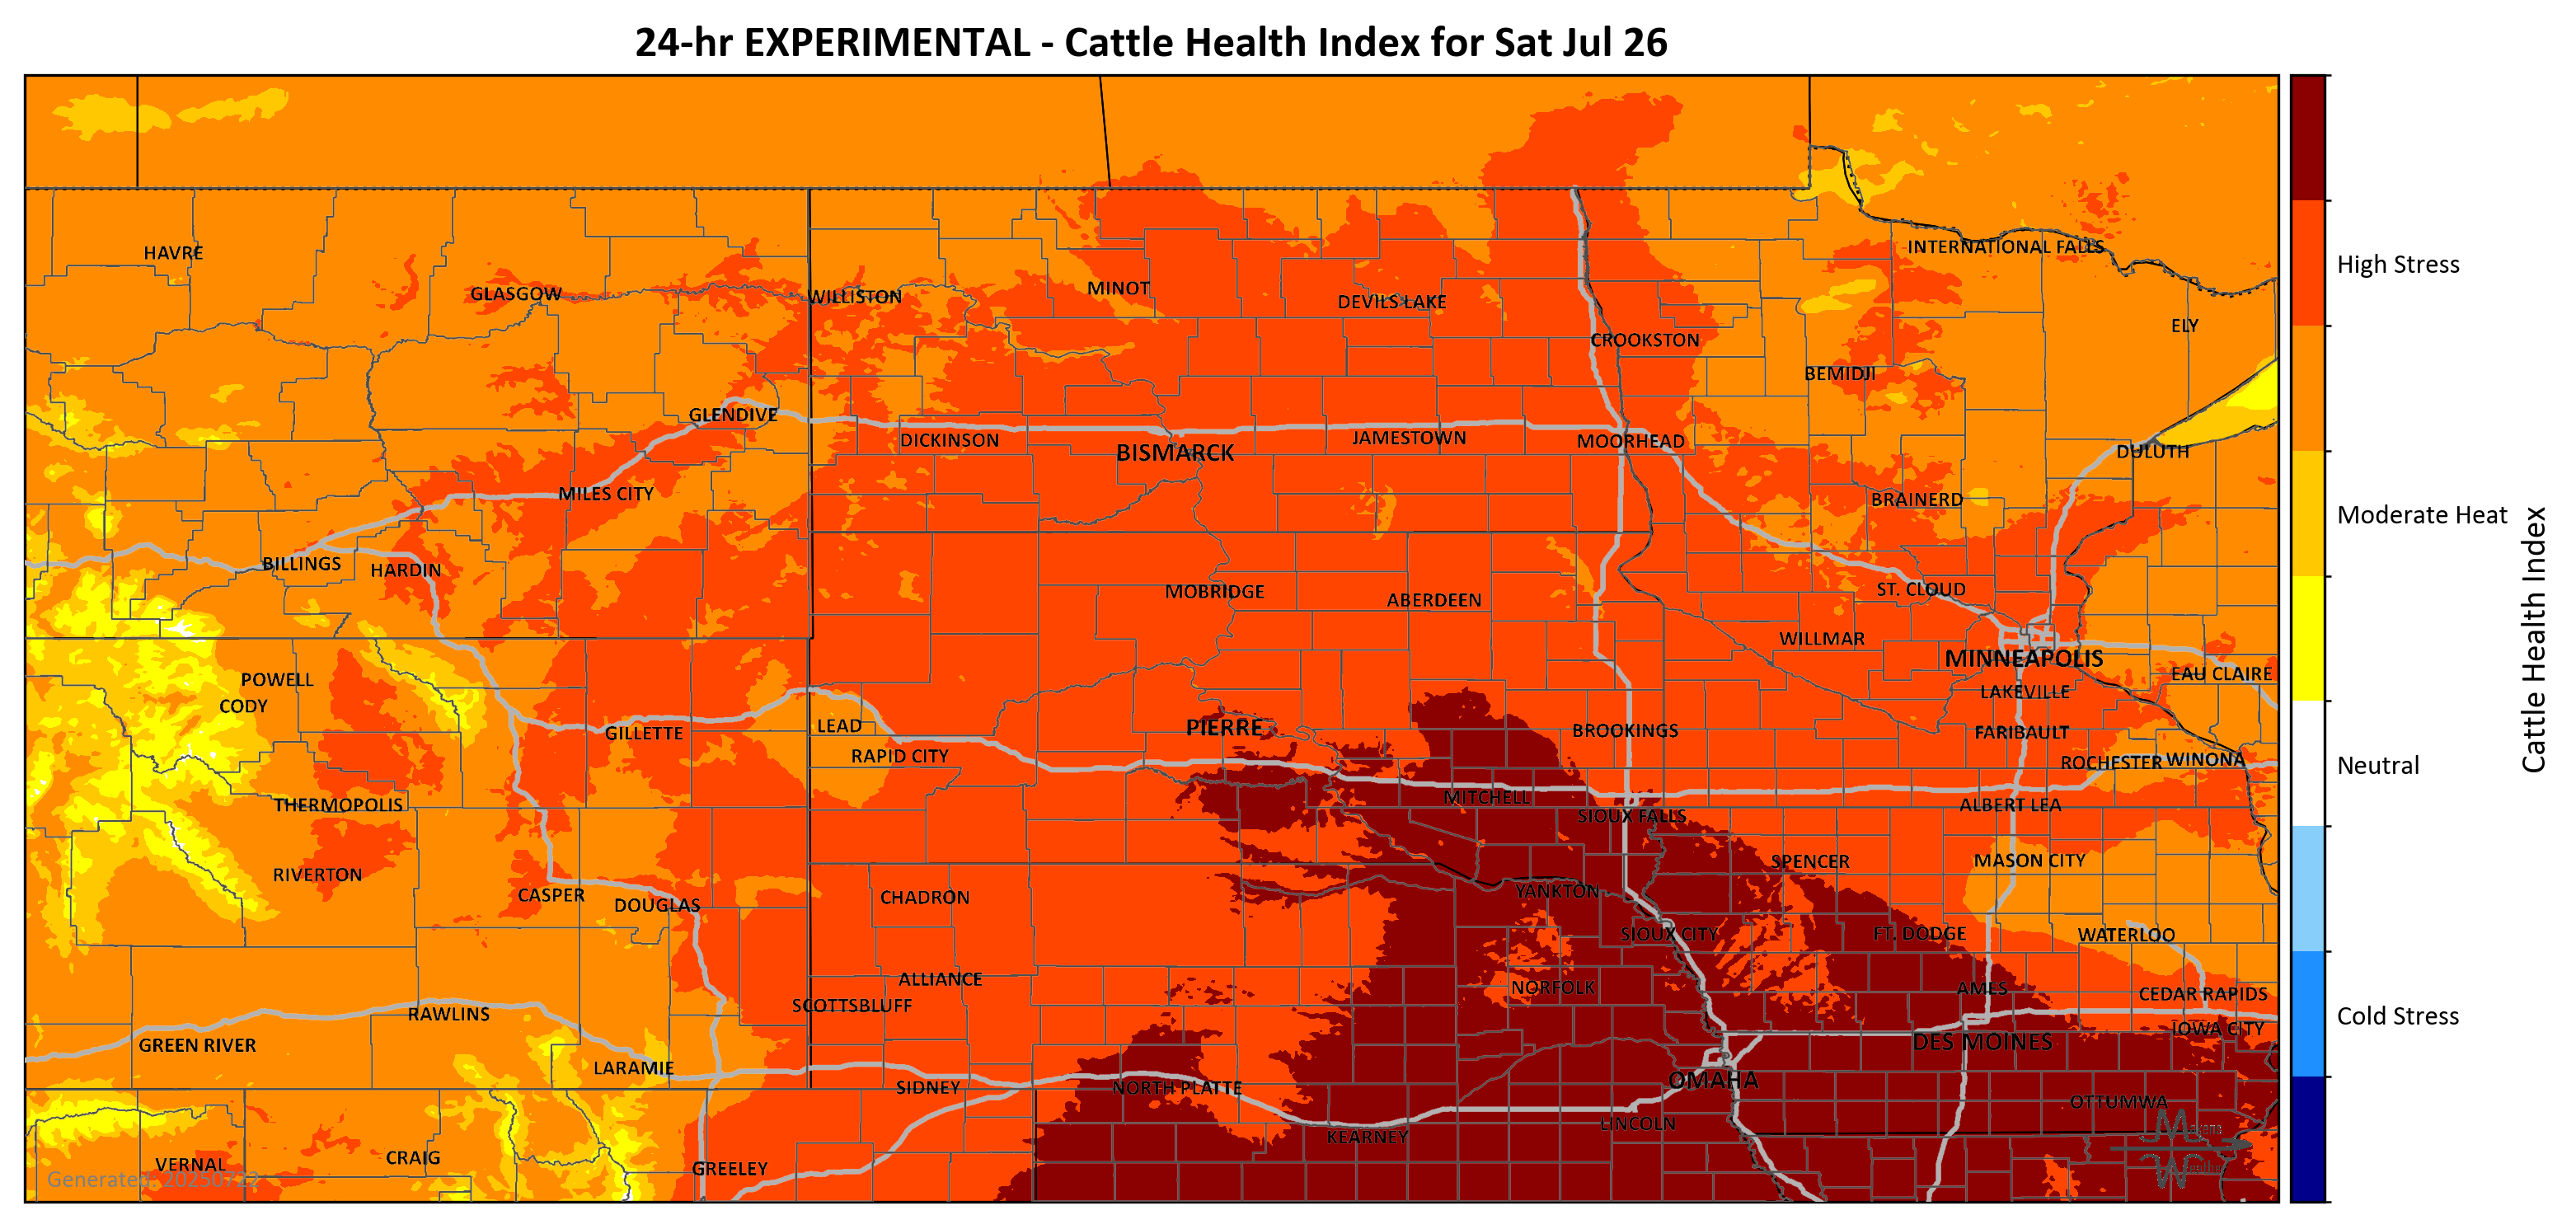 24-hr EXPERIMENTAL - Cattle Health Index for Sat Jul 26
HAVRE
INTERNATIONAL FALLS
GLASGOW
WILLISTON
MINOT
DEVILS LAKE
High Stress
ELY
CROOKSTON
BEMIDJI
GLENDIVE
DICKINSON
BISMARCK
JAMESTOWN
MOORHEAD
DULUTH
MILES CITY
BRAINERD
Moderate Heat
BILLINGS
HARDIN
MOBRIDGE
ABERDEEN
ST. CLOUD
WILLMAR
MINNEAPOLIS
Cattle Health Index
POWELL
CODY
LAKEVILLE
EAU CLAIRE
GILLETTE
LEAD
PIERRE
BROOKINGS
FARIBAULT
RAPID CITY
ROCHESTER
WINONA
Neutral
THERMOPOLIS
MITCHELL
SIOUX FALLS
ALBERT LEA
RIVERTON
SPENCER
MASON CITY
CASPER
DOUGLAS
CHADRON
YANKTON
SIOUX CITY
FT. DODGE
WATERLOO
ALLIANCE
NORFOLK
AMES
CEDAR RAPIDS
SCOTTSBLUFF
RAWLINS
Cold Stress
GREEN RIVER
DES MOINES
IOWA CITY
LARAMIE
SIDNEY
NORTH PLATTE
OMAHA
OTTUMWA
KEARNEY
LINCOLN
VERNAL
CRAIG
GREELEY
Generated: 20250722